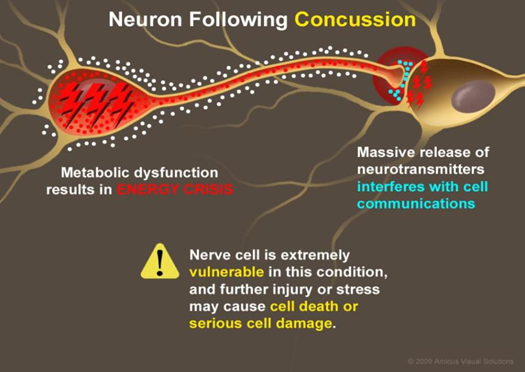 Neuron Following Concussion
Metabolic dysfunction
results in ENERGY CRISIS
Massive release of
neurotransmitters
interferes with cell
communications
Nerve cell is extremely
vulnerable in this condition,
and further injury or stress
may cause cell death or
serious cell damage.
© 2009 Amicus Visual Solutions